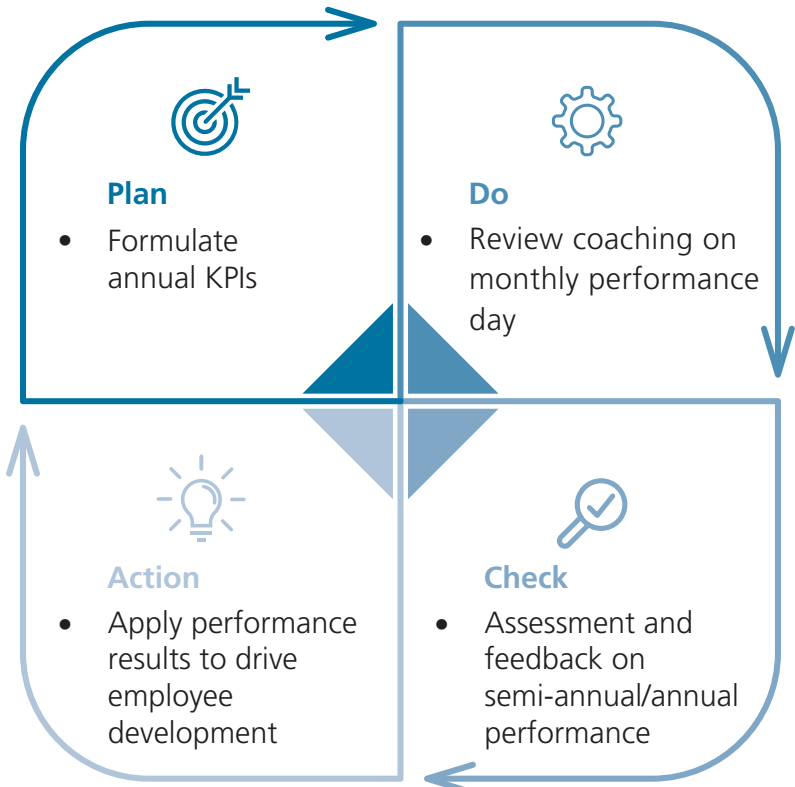 Plan
• Formulate
annual KPIs
Do
• Review coaching on
monthly performance
day
Action
• Apply performance
results to drive
employee
development
Check
• Assessment and
feedback on
semi-annual/annual
performance